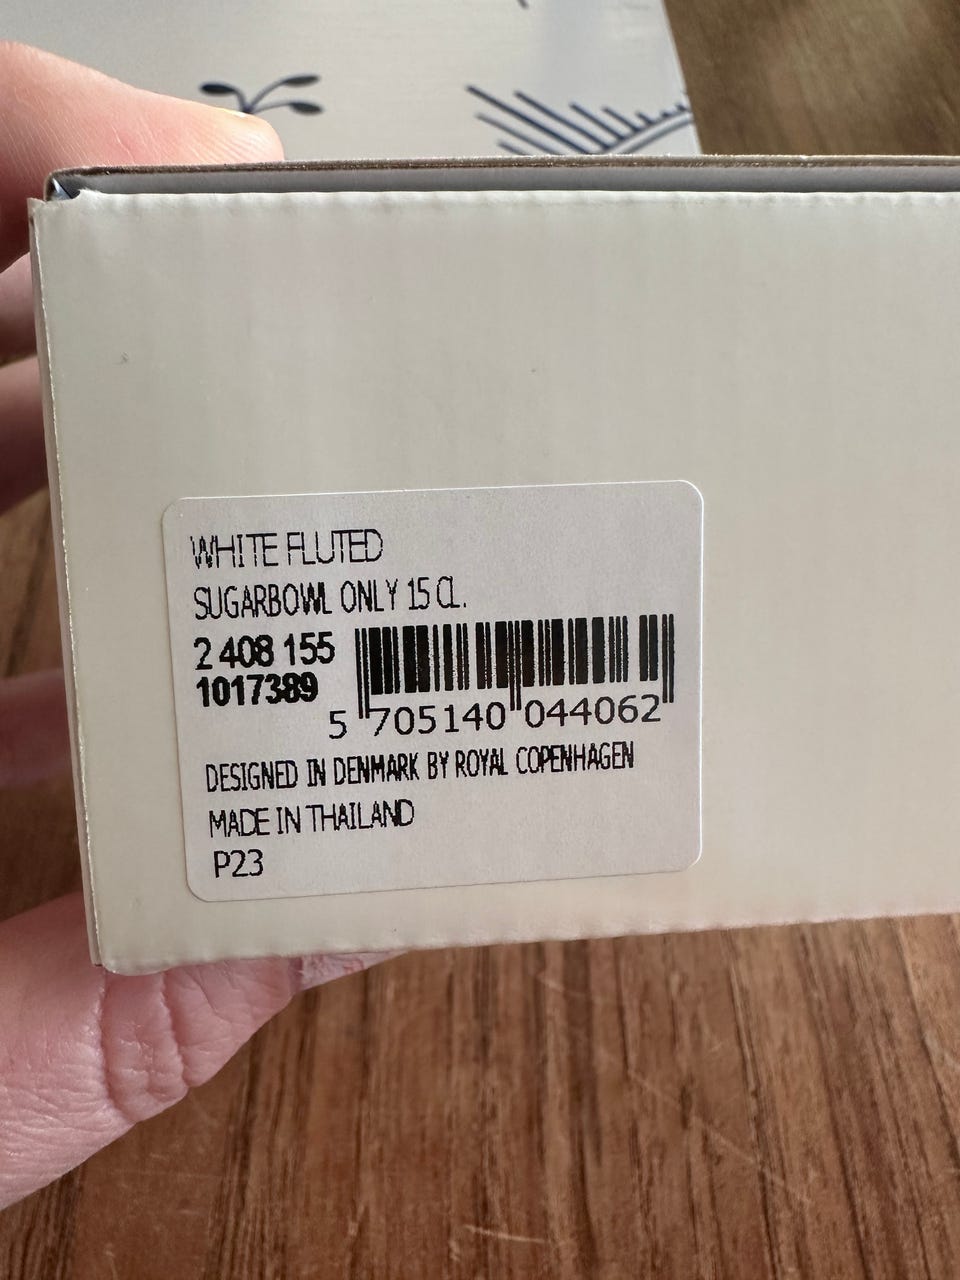 WHITE FLUTED
SUGARBOWL ONLY 15 CL.
2 408 155
1017389
5 705140 044062
DESIGNED IN DENMARK BY ROYAL COPENHAGEN
MADE IN THAILAND
P23